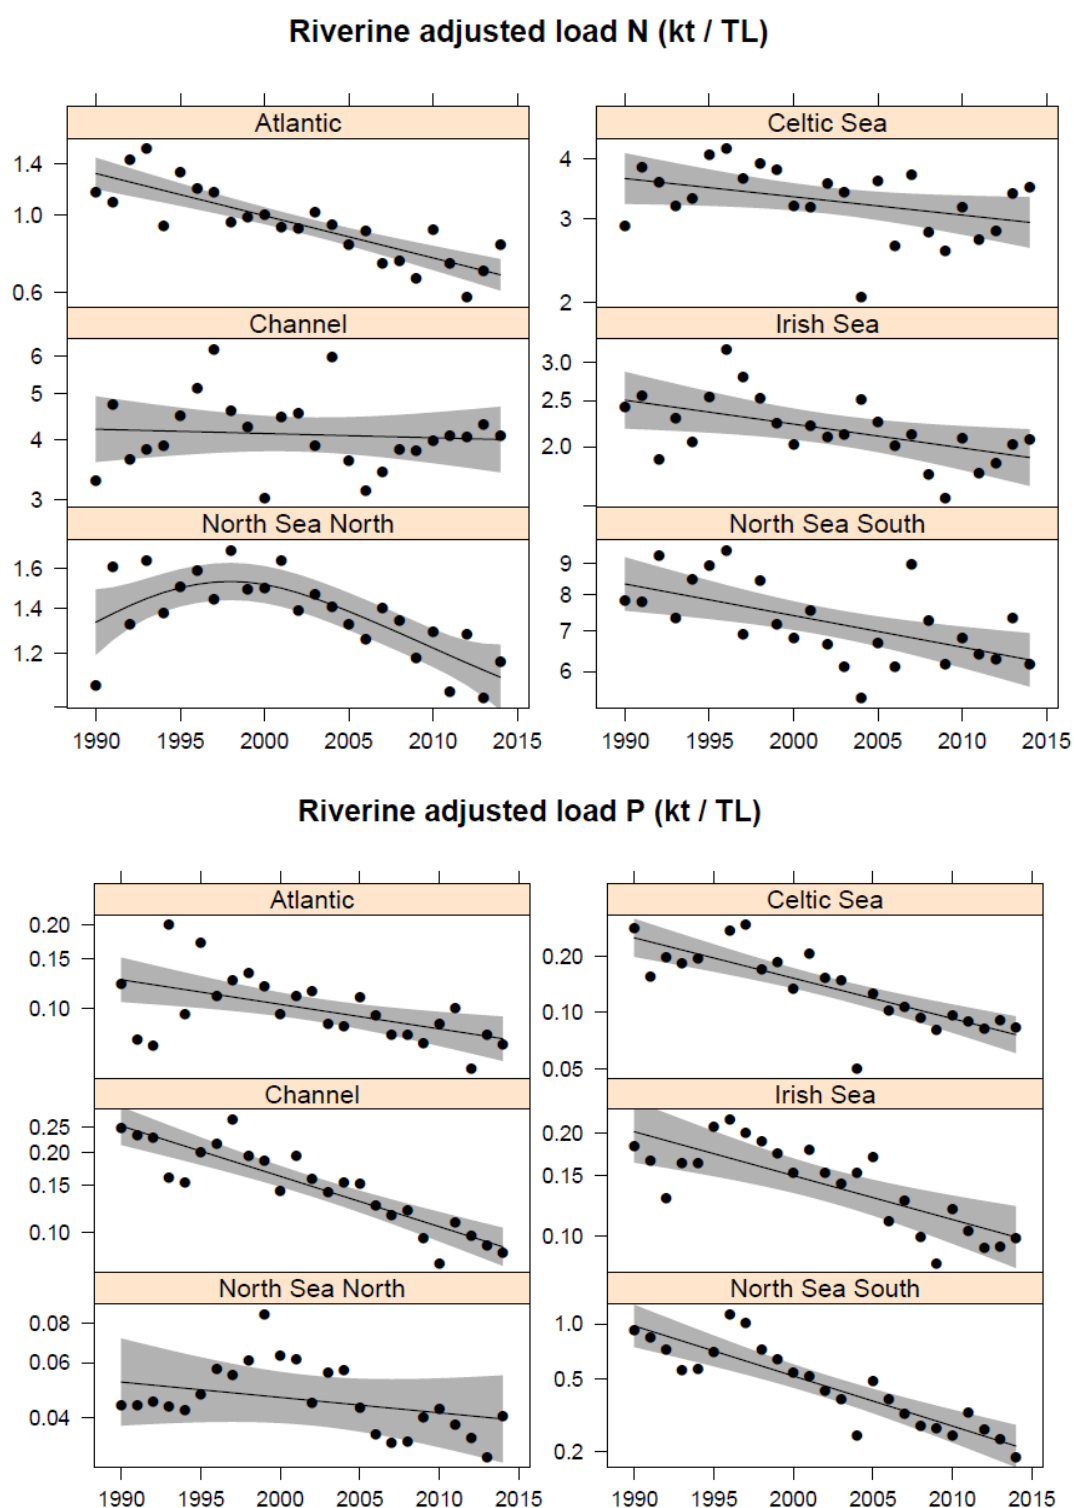 Riverine adjusted load N (kt / TL)
Atlantic
1.4
1.0
0.6
Celtic Sea
4
3
2
Channel
6
5
4
3
Irish Sea
3.0
2.5
2.0
North Sea North
1.6
1.4
1.2
North Sea South
9
8
7
6
1990 1995 2000 2005 2010 2015
1990 1995 2000 2005 2010 2015
Riverine adjusted load P (kt / TL)
Atlantic
0.20
0.15
0.10
Celtic Sea
0.20
0.10
0.05
Channel
0.25
0.20
0.15
0.10
Irish Sea
0.20
0.15
0.10
North Sea North
0.08
0.06
0.04
North Sea South
1.0
0.5
0.2
1990 1995 2000 2005 2010 2015
1990 1995 2000 2005 2010 2015